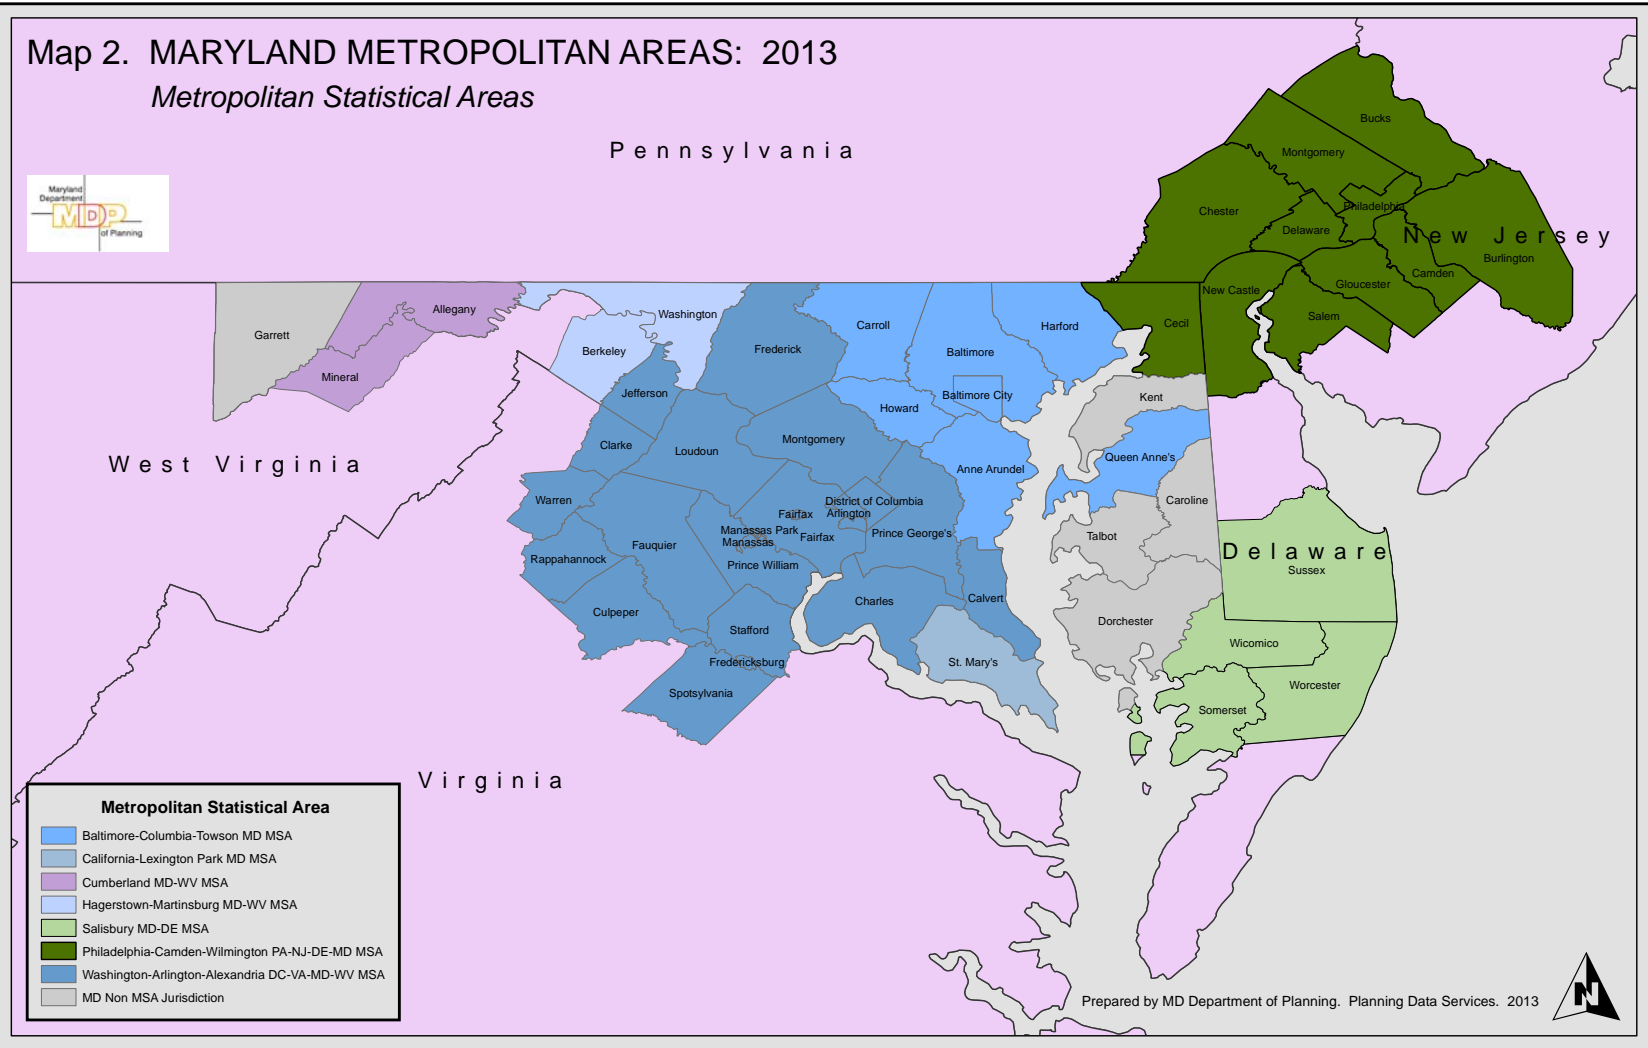 Map 2. MARYLAND METROPOLITAN AREAS: 2013
Metropolitan Statistical Areas
Pennsylvania
Maryland
Department
MDP
of Planning
Bucks
Montgomery
Chester
Philadelphia
Delaware
New Jersey
Burlington
Camden
Gloucester
New Castle
Salem
Cecil
Garrett
Allegany
Mineral
Washington
Berkeley
Frederick
Carroll
Harford
Baltimore
Baltimore City
Jefferson
Howard
Kent
Clarke
Loudoun
Montgomery
West Virginia
Anne Arundel
Queen Anne's
Warren
District of Columbia
Caroline
Fairfax
Arlington
Manassas Park
Manassas
Fairfax
Prince George's
Talbot
Fauquier
Rappahannock
Prince William
Delaware
Sussex
Culpeper
Charles
Calvert
Stafford
Dorchester
Wicomico
Fredericksburg
St. Mary's
Spotsylvania
Worcester
Somerset
Virginia
Metropolitan Statistical Area
Baltimore-Columbia-Towson MD MSA
California-Lexington Park MD MSA
Cumberland MD-WV MSA
Hagerstown-Martinsburg MD-WV MSA
Salisbury MD-DE MSA
Philadelphia-Camden-Wilmington PA-NJ-DE-MD MSA
Washington-Arlington-Alexandria DC-VA-MD-WV MSA
MD Non MSA Jurisdiction
Prepared by MD Department of Planning. Planning Data Services. 2013
N